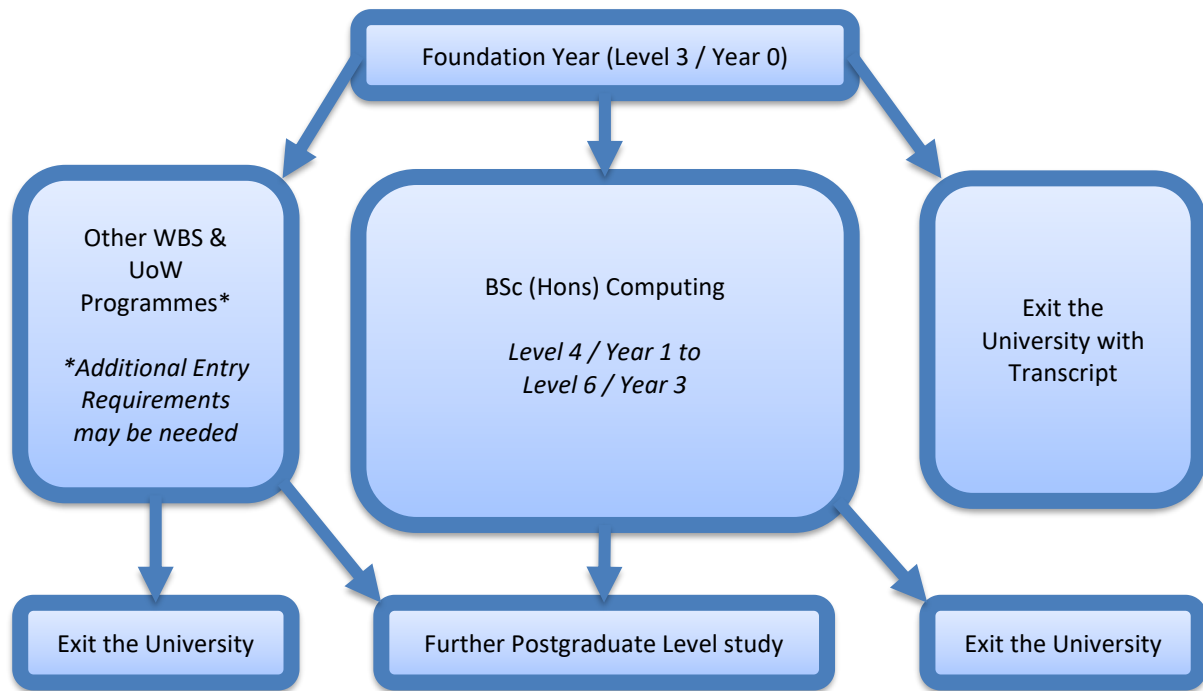 Foundation Year (Level 3 / Year 0)
Other WBS &
UoW
Programmes*
*Additional Entry
Requirements
may be needed
BSc (Hons) Computing
Level 4 / Year 1 to
Level 6 / Year 3
Exit the
University with
Transcript
Exit the University
Further Postgraduate Level study
Exit the University